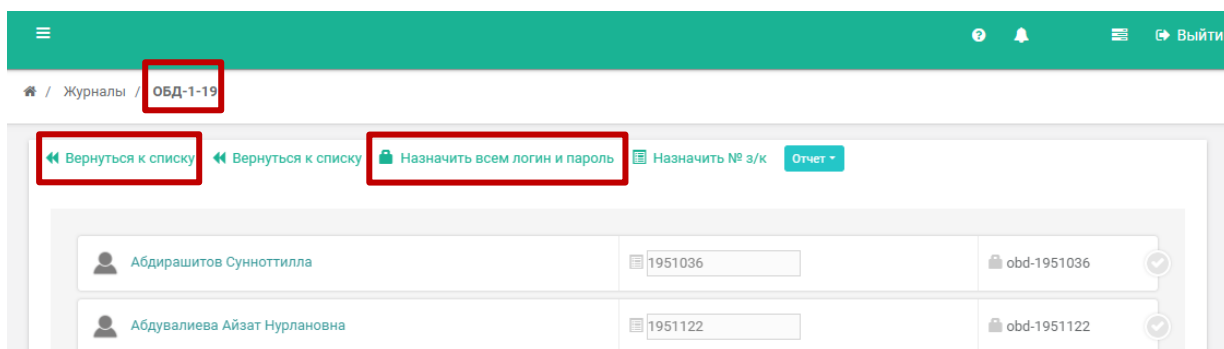 Выйти
/ Журналы / ОБД-1-19
Вернуться к списку Вернуться к списку Назначить всем логин и пароль Назначить № з/к Отчет
Абдирашитов Сунноттилла 1951036 obd-1951036
Абдувалиева Айзат Нурлановна 1951122 obd-1951122